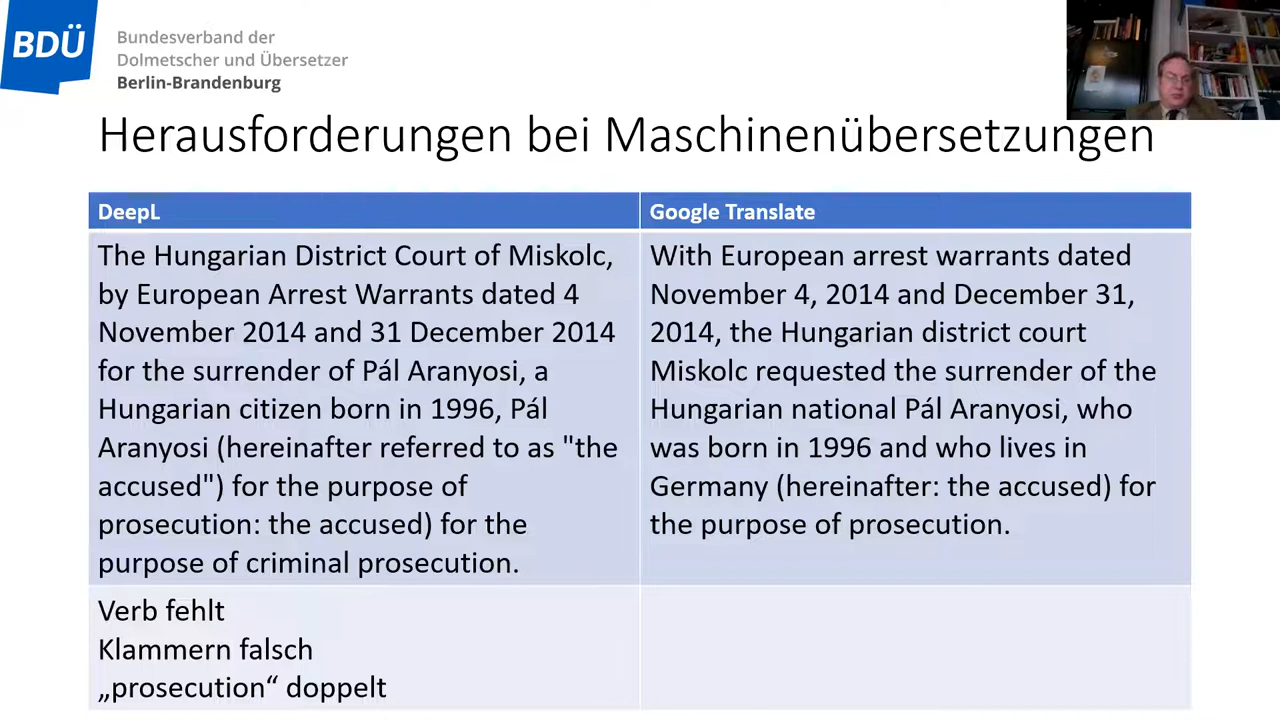 BDÜ
Bundesverband der
Dolmetscher und Übersetzer
Berlin-Brandenburg
Herausforderungen bei Maschinenübersetzungen
DeepL
The Hungarian District Court of Miskolc,
by European Arrest Warrants dated 4
November 2014 and 31 December 2014
for the surrender of Pál Aranyosi, a
Hungarian citizen born in 1996, Pál
Aranyosi (hereinafter referred to as "the
accused") for the purpose of
prosecution: the accused) for the
purpose of criminal prosecution.
Verb fehlt
Klammern falsch
„prosecution“ doppelt
Google Translate
With European arrest warrants dated
November 4, 2014 and December 31,
2014, the Hungarian district court
Miskolc requested the surrender of the
Hungarian national Pál Aranyosi, who
was born in 1996 and who lives in
Germany (hereinafter: the accused) for
the purpose of prosecution.